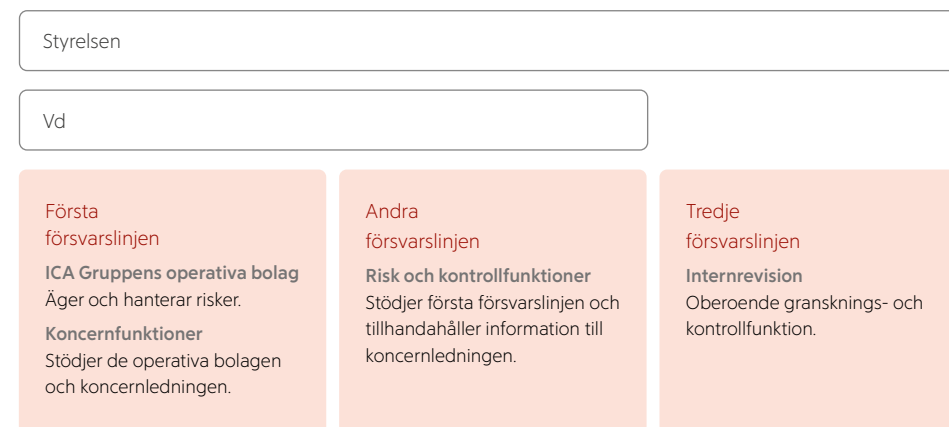 Styrelsen
Vd
Första
försvarslinjen
ICA Gruppens operativa bolag
Äger och hanterar risker.
Koncernfunktioner
Stödjer de operativa bolagen
och koncernledningen.
Andra
försvarslinjen
Risk och kontrollfunktioner
Stödjer första försvarslinjen och
tillhandahåller information till
koncernledningen.
Tredje
försvarslinjen
Internrevision
Oberoende gransknings- och
kontrollfunktion.